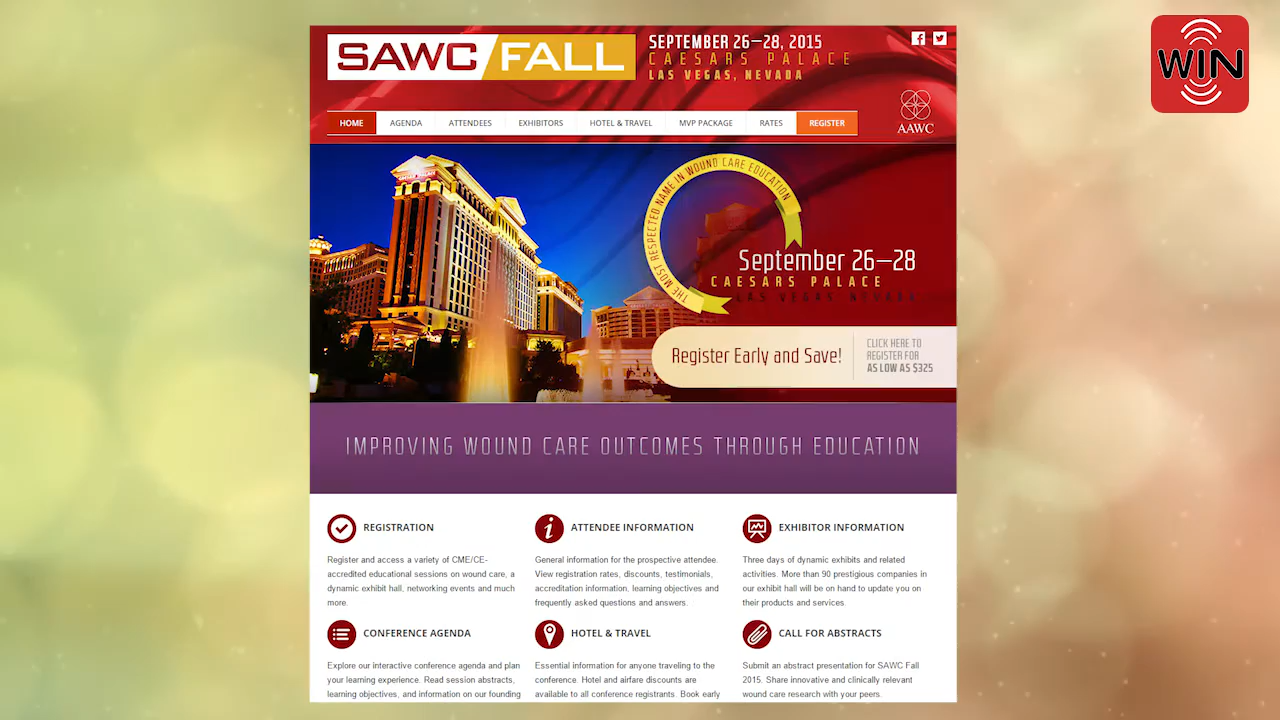 SAWC FALL
SEPTEMBER 26—28, 2015
CAESARS PALACE
LAS VEGAS, NEVADA
WIN
HOME AGENDA ATTENDEES EXHIBITORS HOTEL & TRAVEL MVP PACKAGE RATES REGISTER
AAWC
THE MOST RESPECTED NAME IN WOUND CARE EDUCATION
September 26—28
CAESARS PALACE
LAS VEGAS NEVADA
Register Early and Save!
CLICK HERE TO
REGISTER FOR
AS LOW AS $325
IMPROVING WOUND CARE OUTCOMES THROUGH EDUCATION
REGISTRATION
Register and access a variety of CME/CE-
accredited educational sessions on wound care, a
dynamic exhibit hall, networking events and much
more.
ATTENDEE INFORMATION
General information for the prospective attendee.
View registration rates, discounts, testimonials,
accreditation information, learning objectives and
frequently asked questions and answers.
EXHIBITOR INFORMATION
Three days of dynamic exhibits and related
activities. More than 90 prestigious companies in
our exhibit hall will be on hand to update you on
their products and services.
CONFERENCE AGENDA
Explore our interactive conference agenda and plan
your learning experience. Read session abstracts,
learning objectives, and information on our founding
HOTEL & TRAVEL
Essential information for anyone traveling to the
conference. Hotel and airfare discounts are
available to all conference registrants. Book early
CALL FOR ABSTRACTS
Submit an abstract presentation for SAWC Fall
2015. Share innovative and clinically relevant
wound care research with your peers.